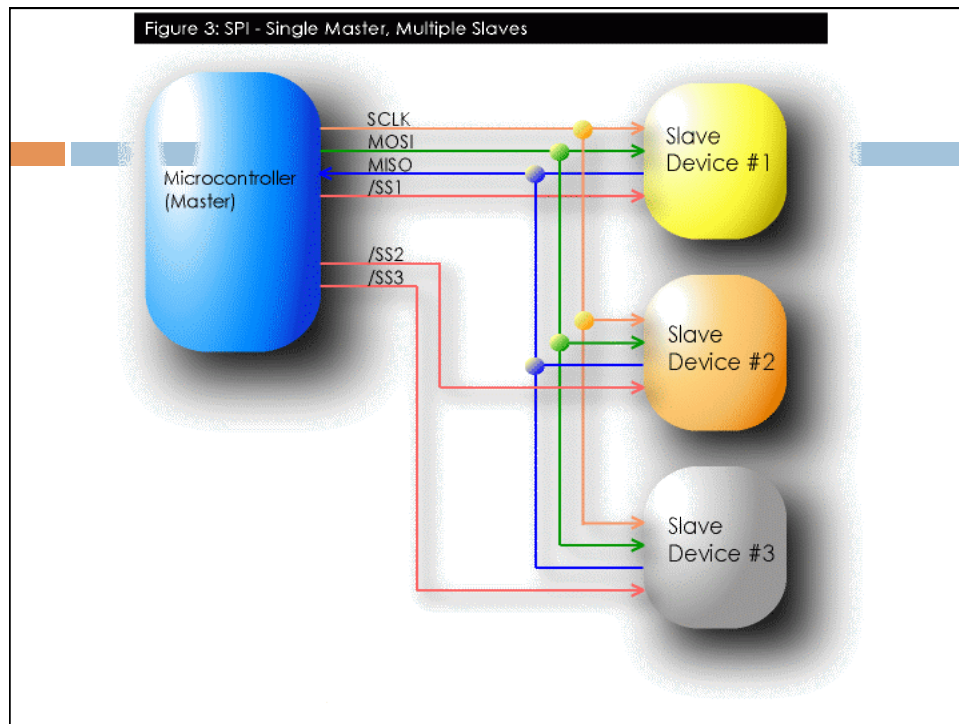 Figure 3: SPI - Single Master, Multiple Slaves
SCLK
MOSI
MISO
/SS1
/SS2
/SS3
Microcontroller
(Master)
Slave
Device #1
Slave
Device #2
Slave
Device #3